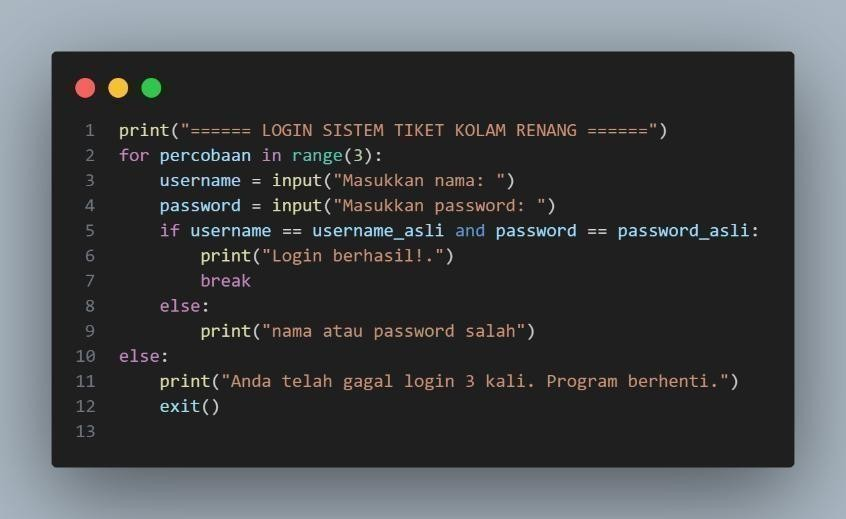 1 print("====== LOGIN SISTEM TIKET KOLAM RENANG ======")
2 for percobaan in range(3):
3     username = input("Masukkan nama: ")
4     password = input("Masukkan password: ")
5     if username == username_asli and password == password_asli:
6         print("Login berhasil!.")
7         break
8     else:
9         print("nama atau password salah")
10 else:
11     print("Anda telah gagal login 3 kali. Program berhenti.")
12     exit()
13